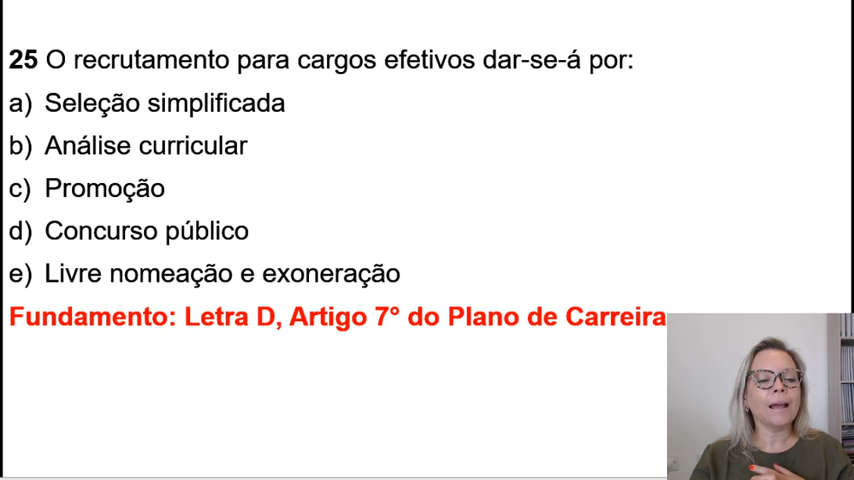 25 O recrutamento para cargos efetivos dar-se-á por:
a) Seleção simplificada
b) Análise curricular
c) Promoção
d) Concurso público
e) Livre nomeação e exoneração
Fundamento: Letra D, Artigo 7° do Plano de Carreira